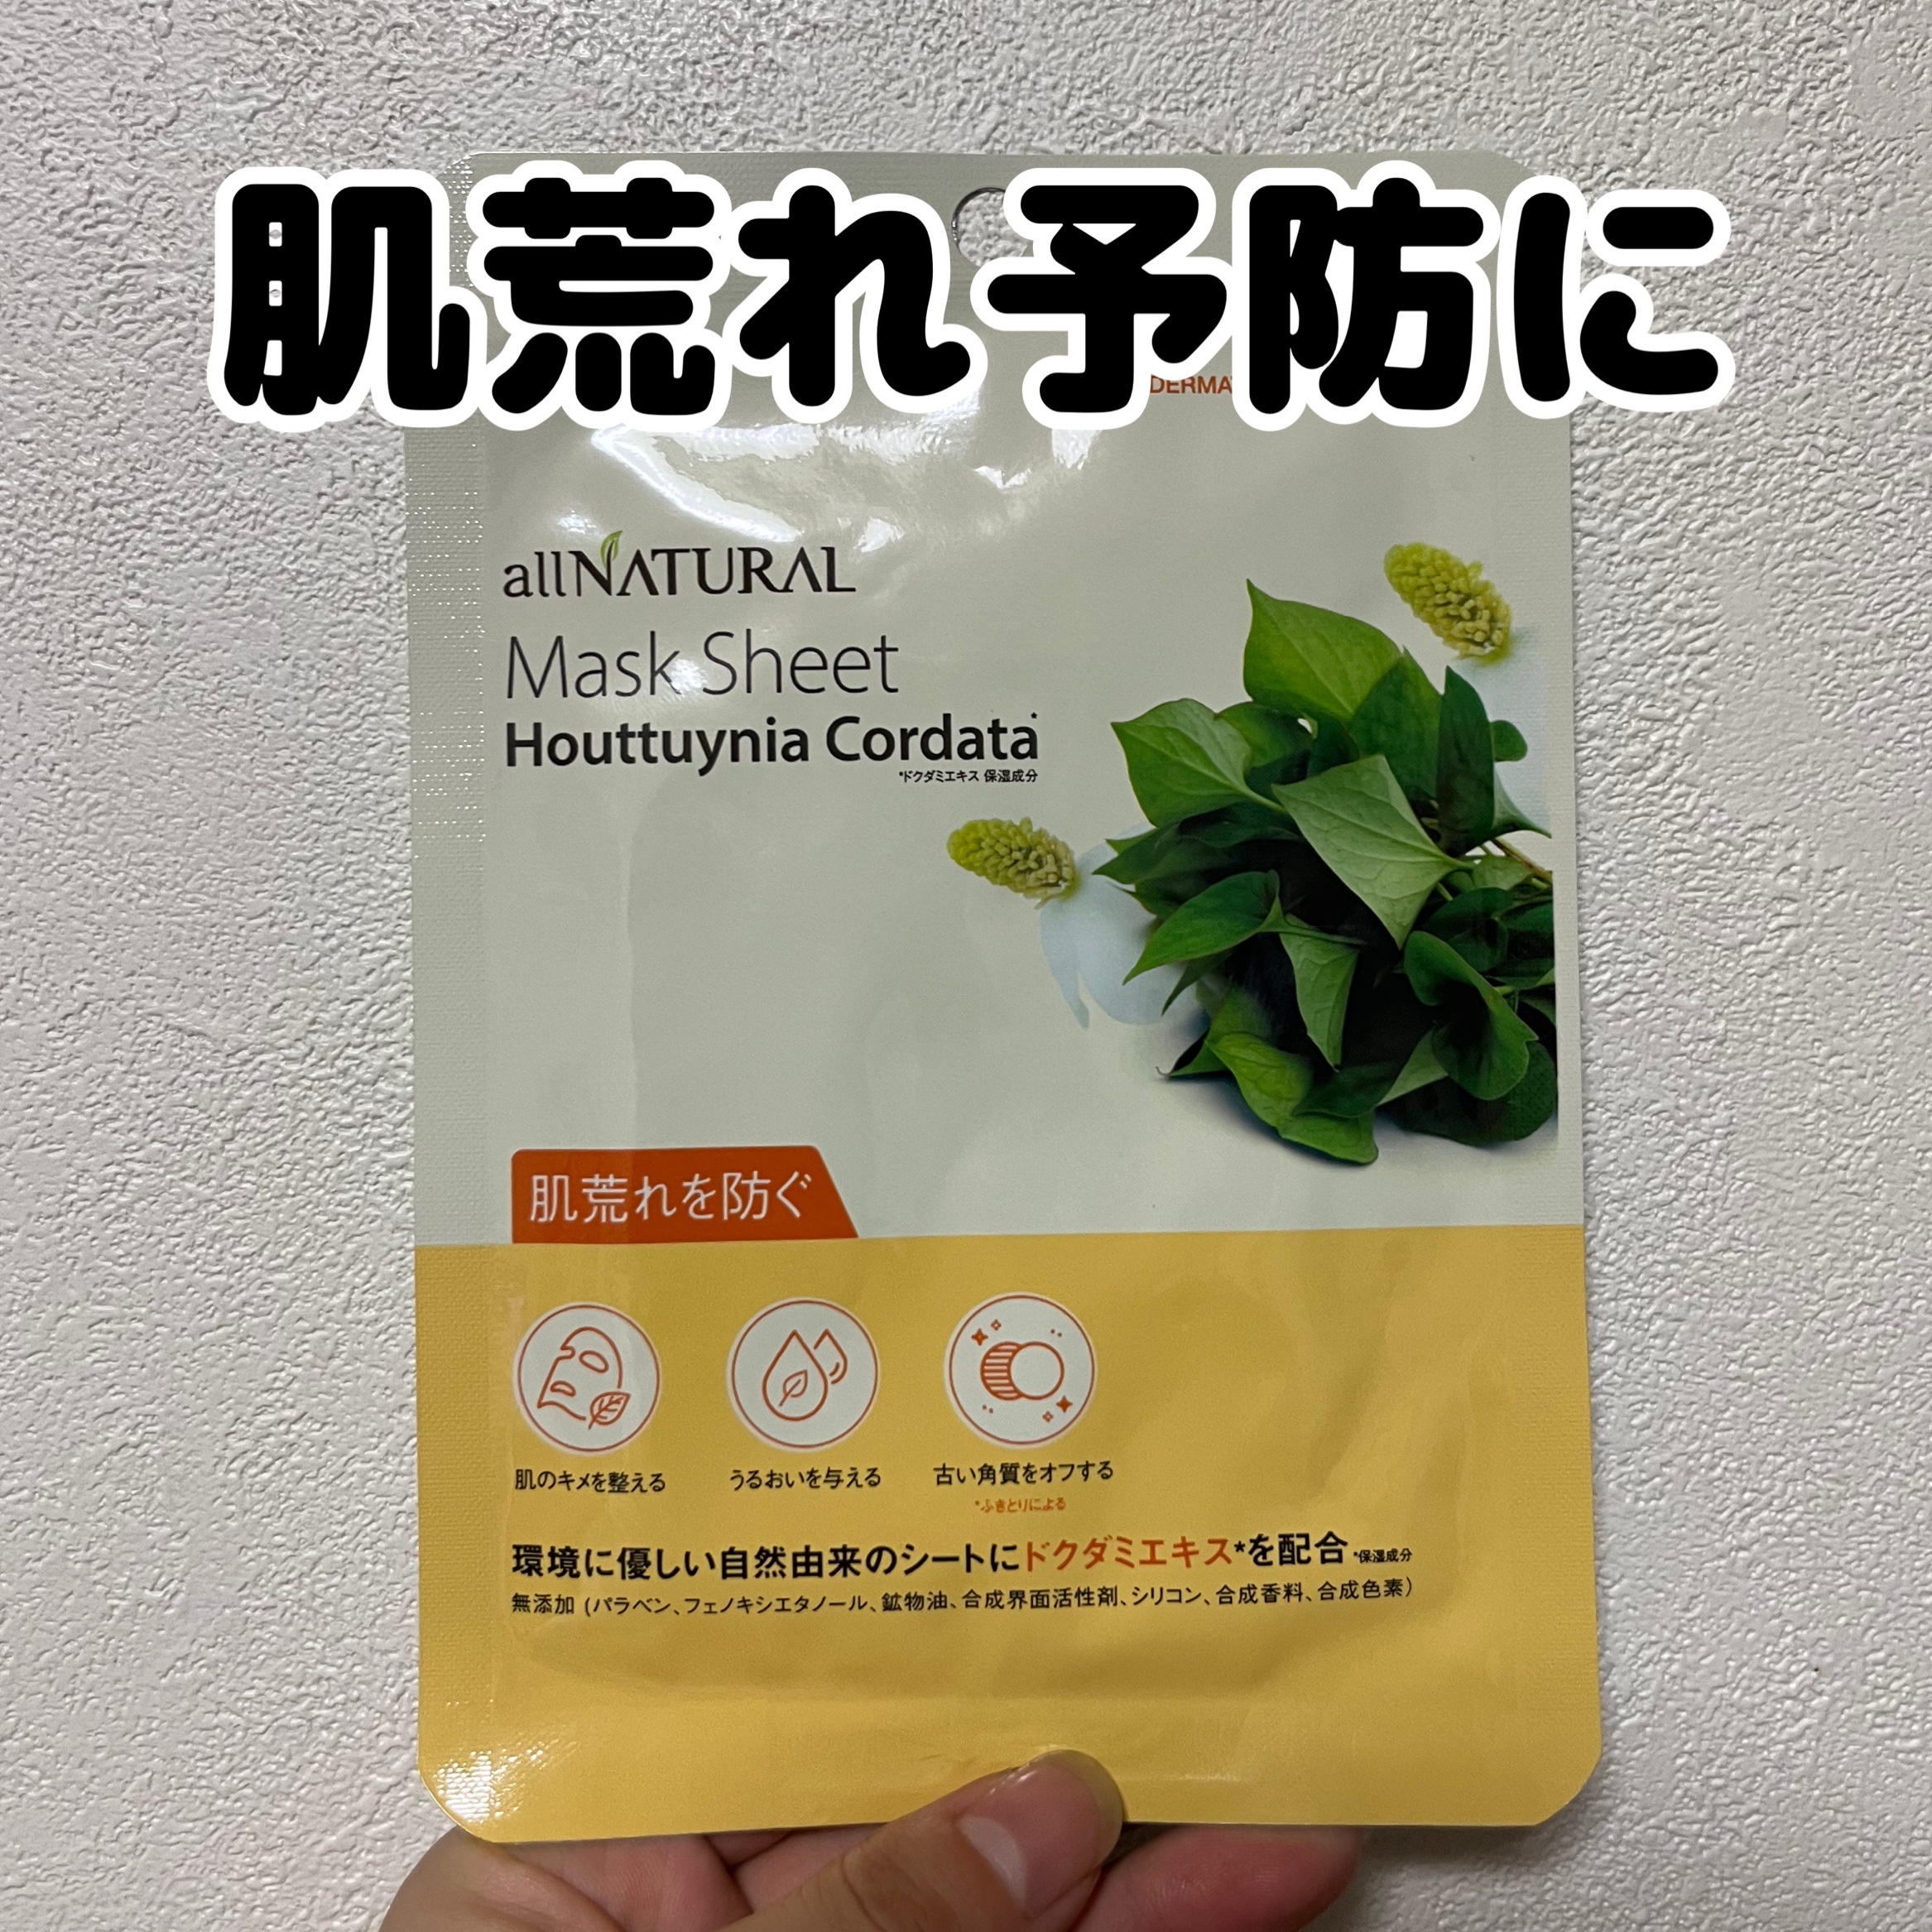 肌荒れ予防に
allNATURAL
Mask Sheet
Houttuynia Cordata*
*ドクダミエキス 保湿成分
肌荒れを防ぐ
肌のキメを整える
うるおいを与える
古い角質をオフする
*ふきとりによる
環境に優しい自然由来のシートにドクダミエキス*を配合 *保湿成分
無添加 (パラベン、フェノキシエタノール、鉱物油、合成界面活性剤、シリコン、合成香料、合成色素)